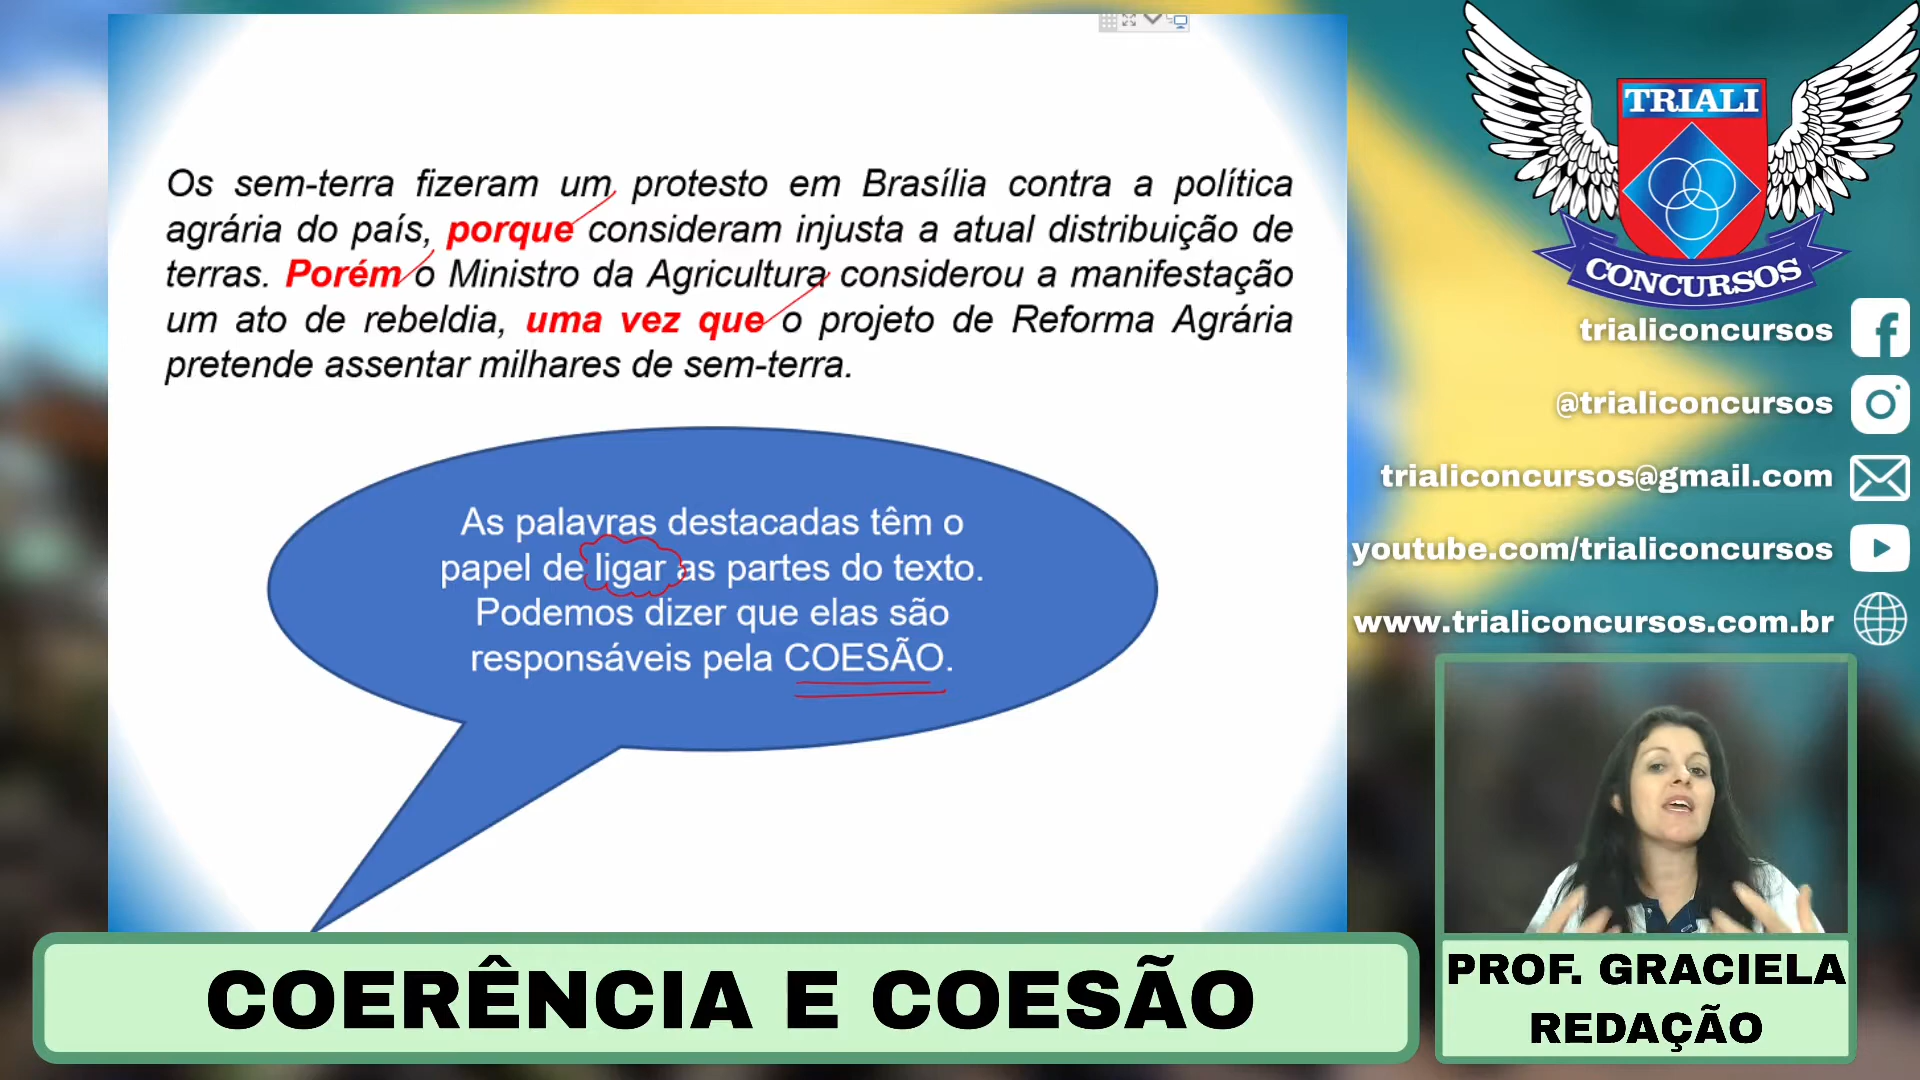 Os sem-terra fizeram um protesto em Brasília contra a política
agrária do país, porque consideram injusta a atual distribuição de
terras. Porém o Ministro da Agricultura considerou a manifestação
um ato de rebeldia, uma vez que o projeto de Reforma Agrária
pretende assentar milhares de sem-terra.
As palavras destacadas têm o
papel de ligar as partes do texto.
Podemos dizer que elas são
responsáveis pela COESÃO.
TRIALI
CONCURSOS
trialiconcursos
@trialiconcursos
trialiconcursos@gmail.com
youtube.com/trialiconcursos
www.trialiconcursos.com.br
COERÊNCIA E COESÃO
PROF. GRACIELA
REDAÇÃO